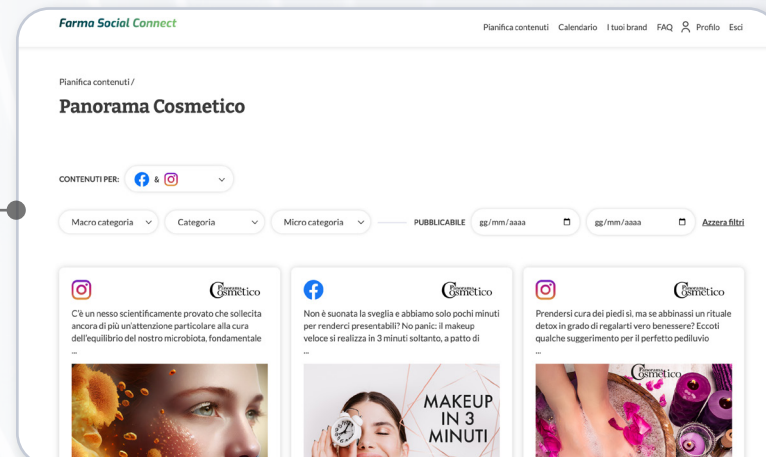 Farma Social Connect
Pianifica contenuti Calendario I tuoi brand FAQ Profilo Esci
Pianifica contenuti /
Panorama Cosmetico
CONTENUTI PER: &
Macro categoria Categoria Micro categoria PUBBLICABILE gg/mm/aaaa gg/mm/aaaa Azzera filtri
Panorama Cosmetico
C'è un nesso scientificamente provato che sollecita
ancora di più un'attenzione particolare alla cura
dell'equilibrio del nostro microbiota, fondamentale
...
Panorama Cosmetico
Non è suonata la sveglia e abbiamo solo pochi minuti
per renderci presentabili? No panic: il makeup
veloce si realizza in 3 minuti soltanto, a patto di
...
MAKEUP
IN 3
MINUTI
Panorama Cosmetico
Prendersi cura dei piedi sì, ma se abbinassi un rituale
detox in grado di regalarti vero benessere? Eccoti
qualche suggerimento per il perfetto pediluvio
...
Panorama Cosmetico